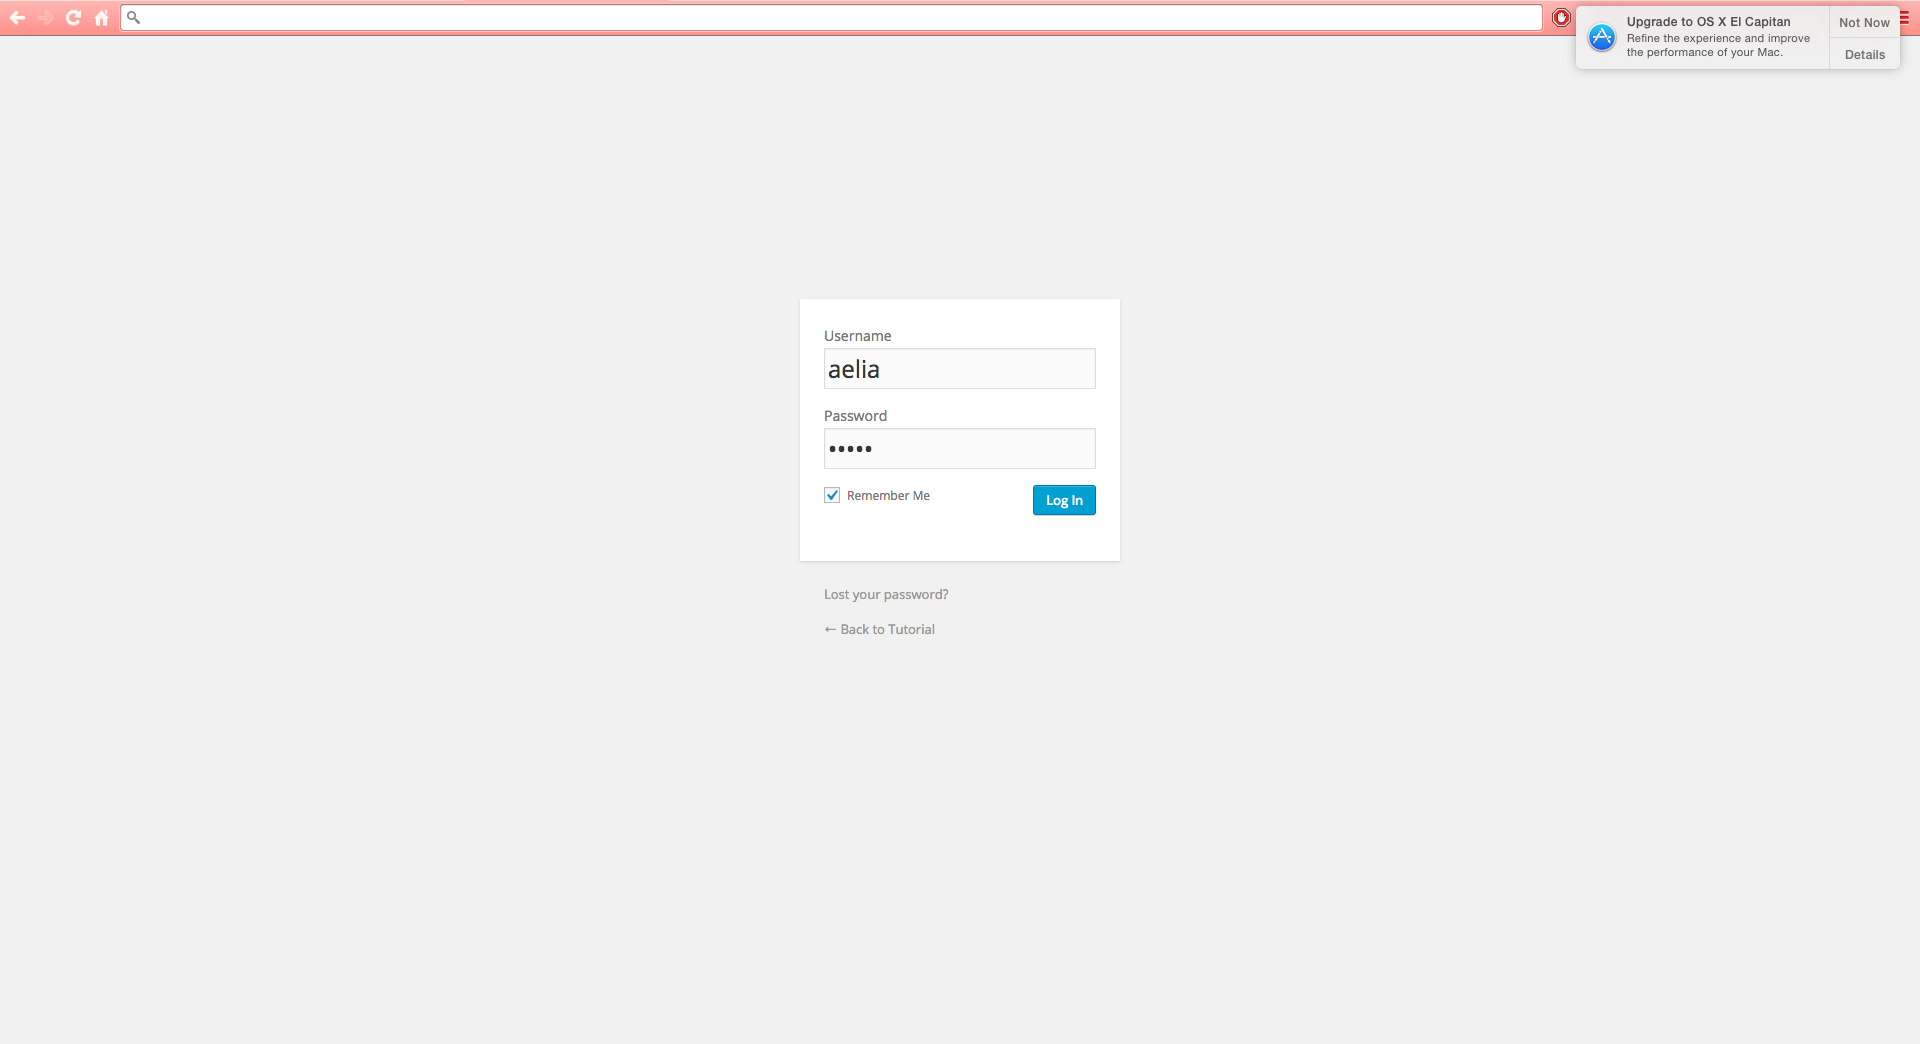 Upgrade to OS X El Capitan
Refine the experience and improve
the performance of your Mac.
Not Now
Details
Username
aelia
Password
•••••
Remember Me
Log In
Lost your password?
← Back to Tutorial